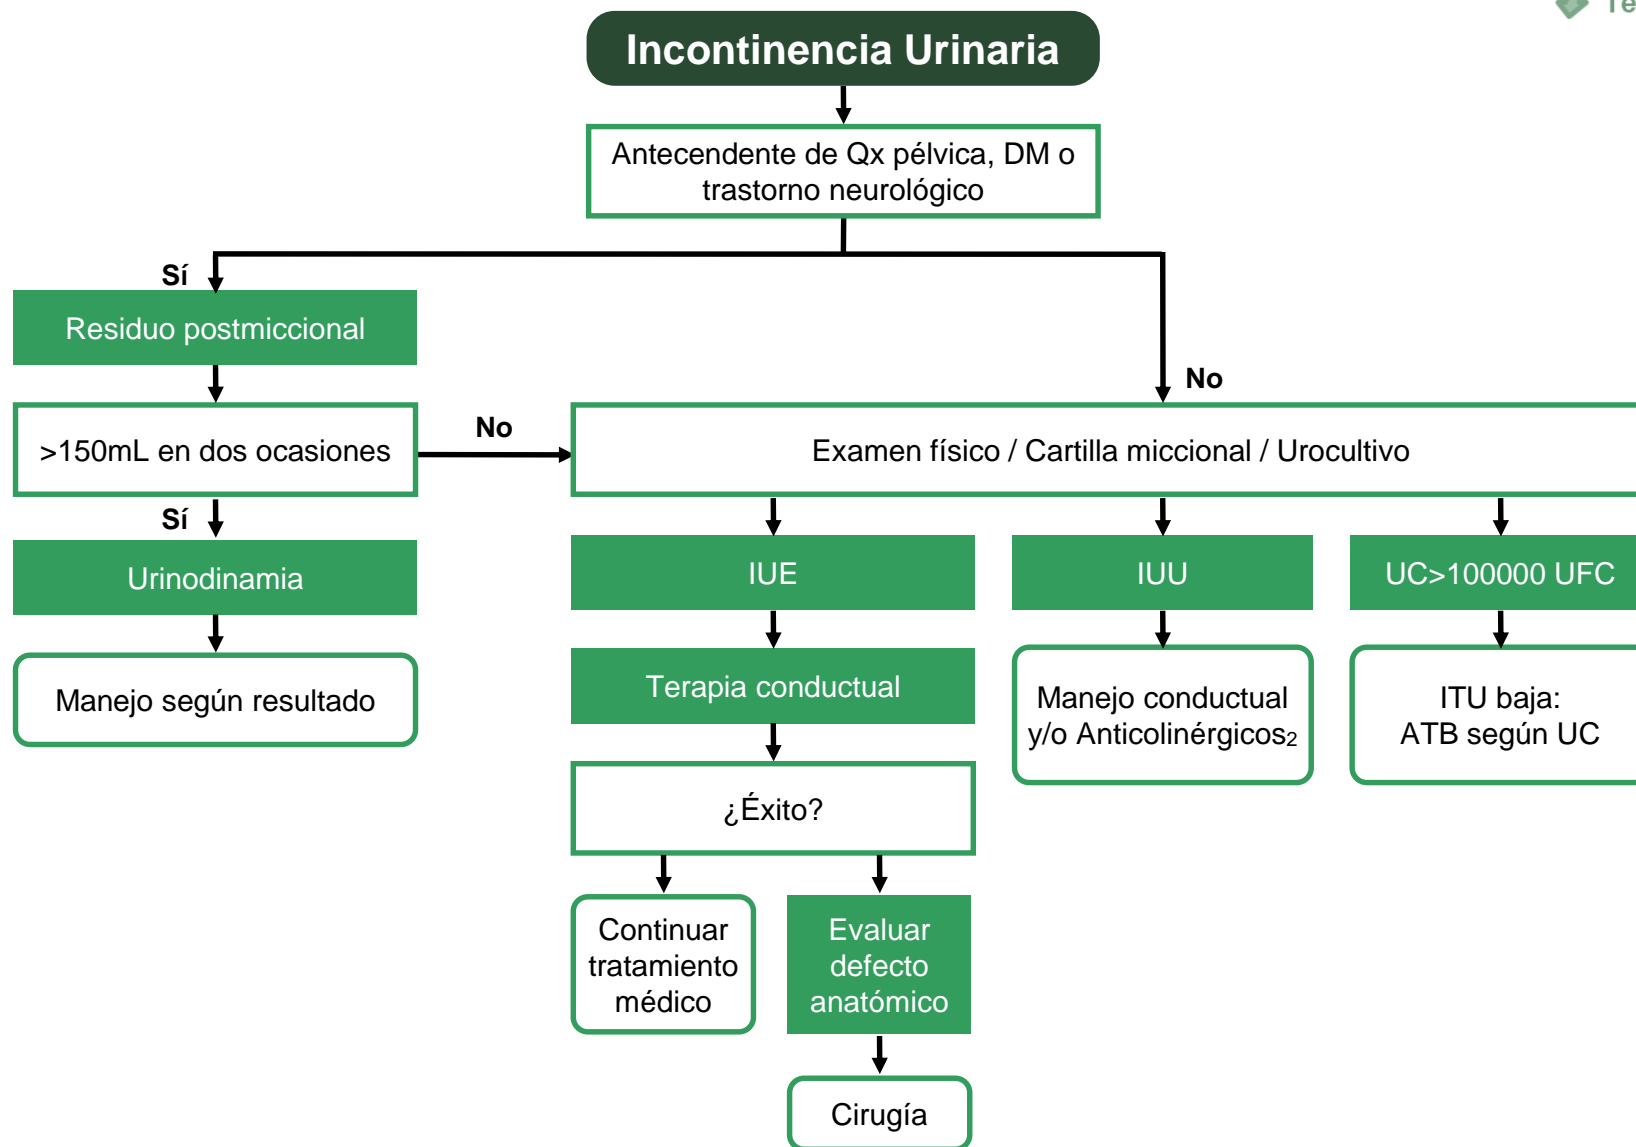 Incontinencia Urinaria
Antecendente de Qx pélvica, DM o
trastorno neurológico
Sí
Residuo postmiccional
No
>150mL en dos ocasiones
No
Examen físico / Cartilla miccional / Urocultivo
Sí
Urinodinamia
IUE
IUU
UC>100000 UFC
Manejo según resultado
Terapia conductual
Manejo conductual
y/o Anticolinérgicos₂
ITU baja:
ATB según UC
¿Éxito?
Continuar
tratamiento
médico
Evaluar
defecto
anatómico
Cirugía